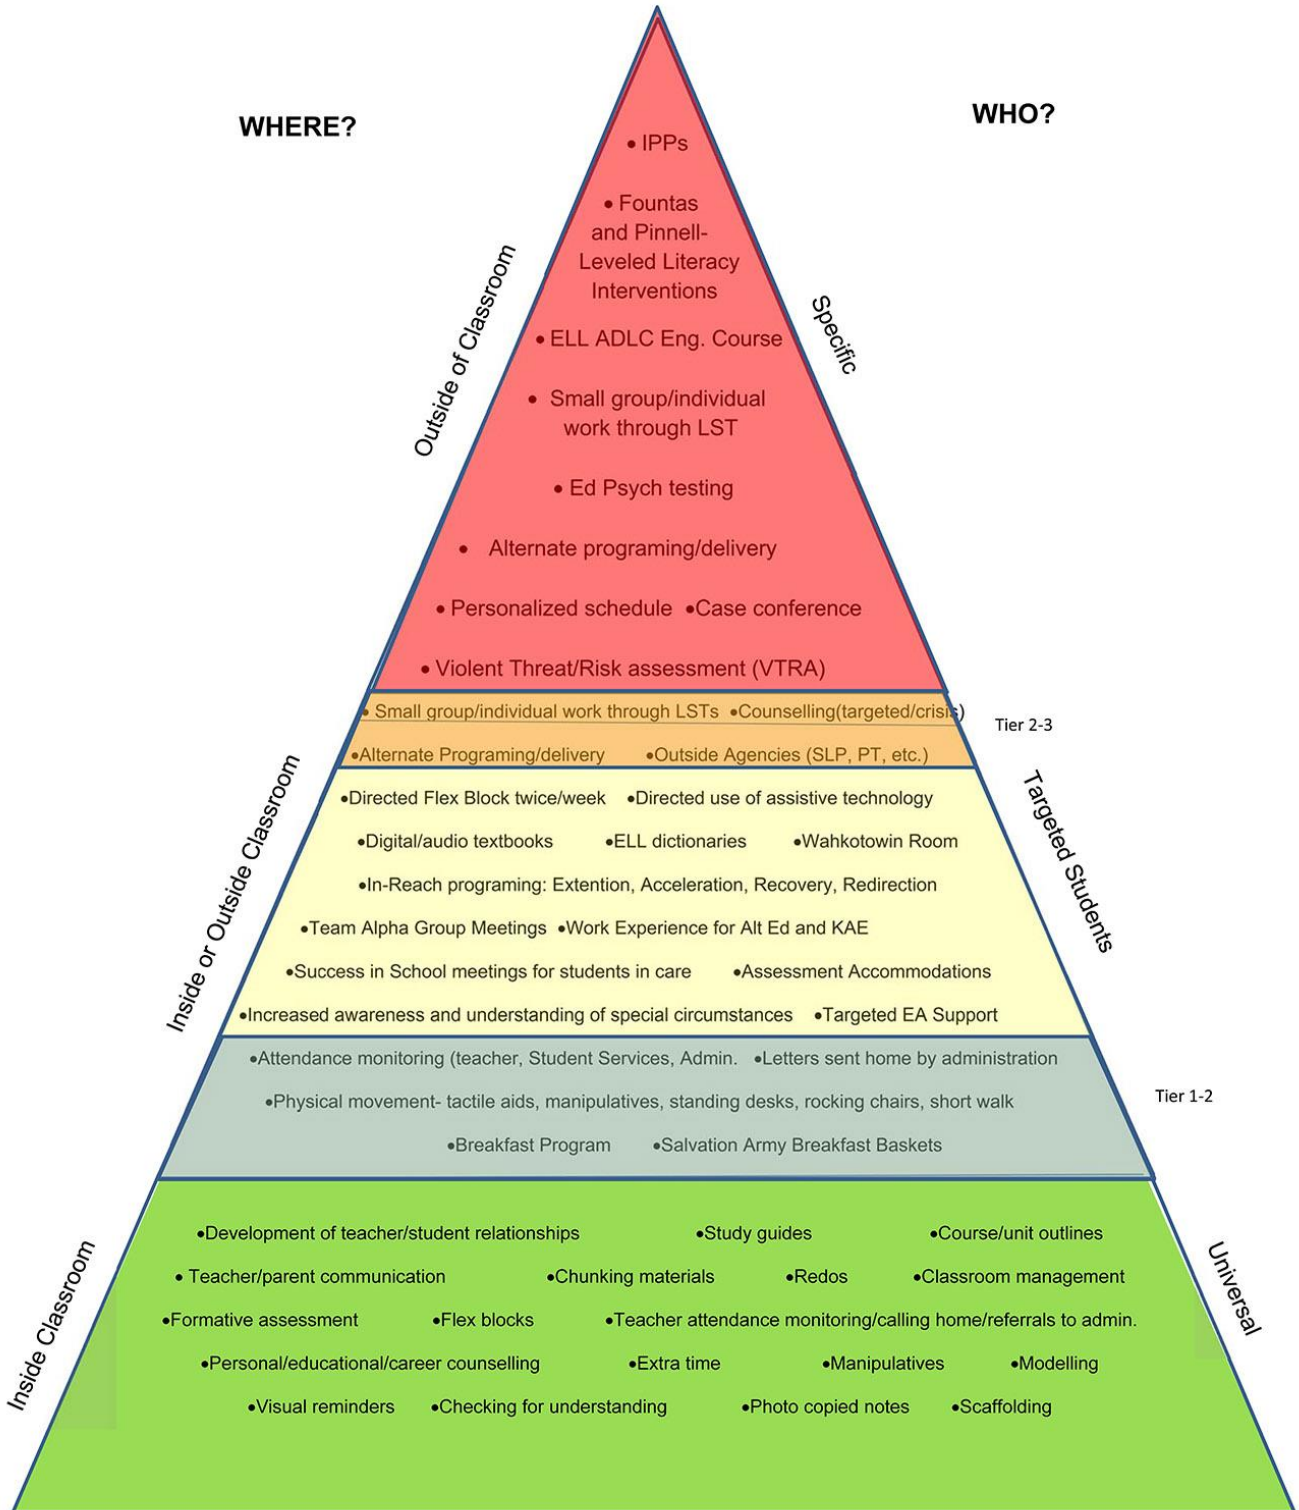 WHERE?
WHO?
• IPPs
• Fountas
and Pinnell-
Leveled Literacy
Interventions
Outside of Classroom
Specific
• ELL ADLC Eng. Course
• Small group/individual
work through LST
• Ed Psych testing
• Alternate programing/delivery
• Personalized schedule •Case conference
• Violent Threat/Risk assessment (VTRA)
• Small group/individual work through LSTs •Counselling(targeted/crisis)
Tier 2-3
•Alternate Programing/delivery •Outside Agencies (SLP, PT, etc.)
Inside or Outside Classroom
Targeted Students
•Directed Flex Block twice/week •Directed use of assistive technology
•Digital/audio textbooks •ELL dictionaries •Wahkotowin Room
•In-Reach programing: Extention, Acceleration, Recovery, Redirection
•Team Alpha Group Meetings •Work Experience for Alt Ed and KAE
•Success in School meetings for students in care •Assessment Accommodations
•Increased awareness and understanding of special circumstances •Targeted EA Support
•Attendance monitoring (teacher, Student Services, Admin. •Letters sent home by administration
Tier 1-2
•Physical movement- tactile aids, manipulatives, standing desks, rocking chairs, short walk
•Breakfast Program •Salvation Army Breakfast Baskets
Inside Classroom
Universal
•Development of teacher/student relationships •Study guides •Course/unit outlines
• Teacher/parent communication •Chunking materials •Redos •Classroom management
•Formative assessment •Flex blocks •Teacher attendance monitoring/calling home/referrals to admin.
•Personal/educational/career counselling •Extra time •Manipulatives •Modelling
•Visual reminders •Checking for understanding •Photo copied notes •Scaffolding